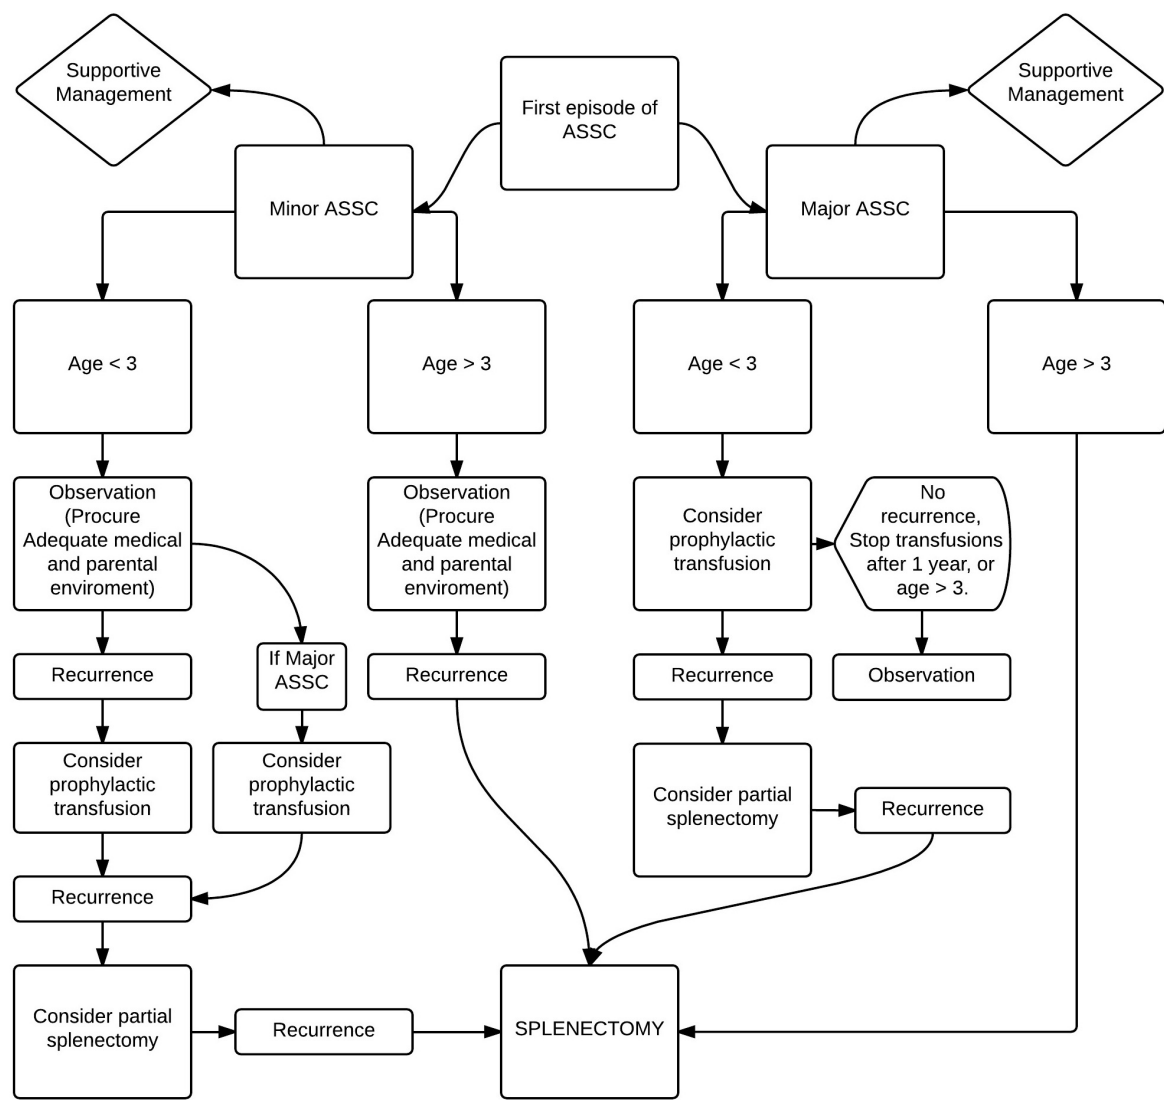 Supportive
Management
First episode of
ASSC
Supportive
Management
Minor ASSC
Major ASSC
Age < 3
Age > 3
Age < 3
Age > 3
Observation
(Procure
Adequate medical
and parental
enviroment)
Observation
(Procure
Adequate medical
and parental
enviroment)
Consider
prophylactic
transfusion
No
recurrence,
Stop transfusions
after 1 year, or
age > 3.
Recurrence
If Major
ASSC
Recurrence
Recurrence
Observation
Consider
prophylactic
transfusion
Consider
prophylactic
transfusion
Consider partial
splenectomy
Recurrence
Recurrence
Consider partial
splenectomy
Recurrence
SPLENECTOMY